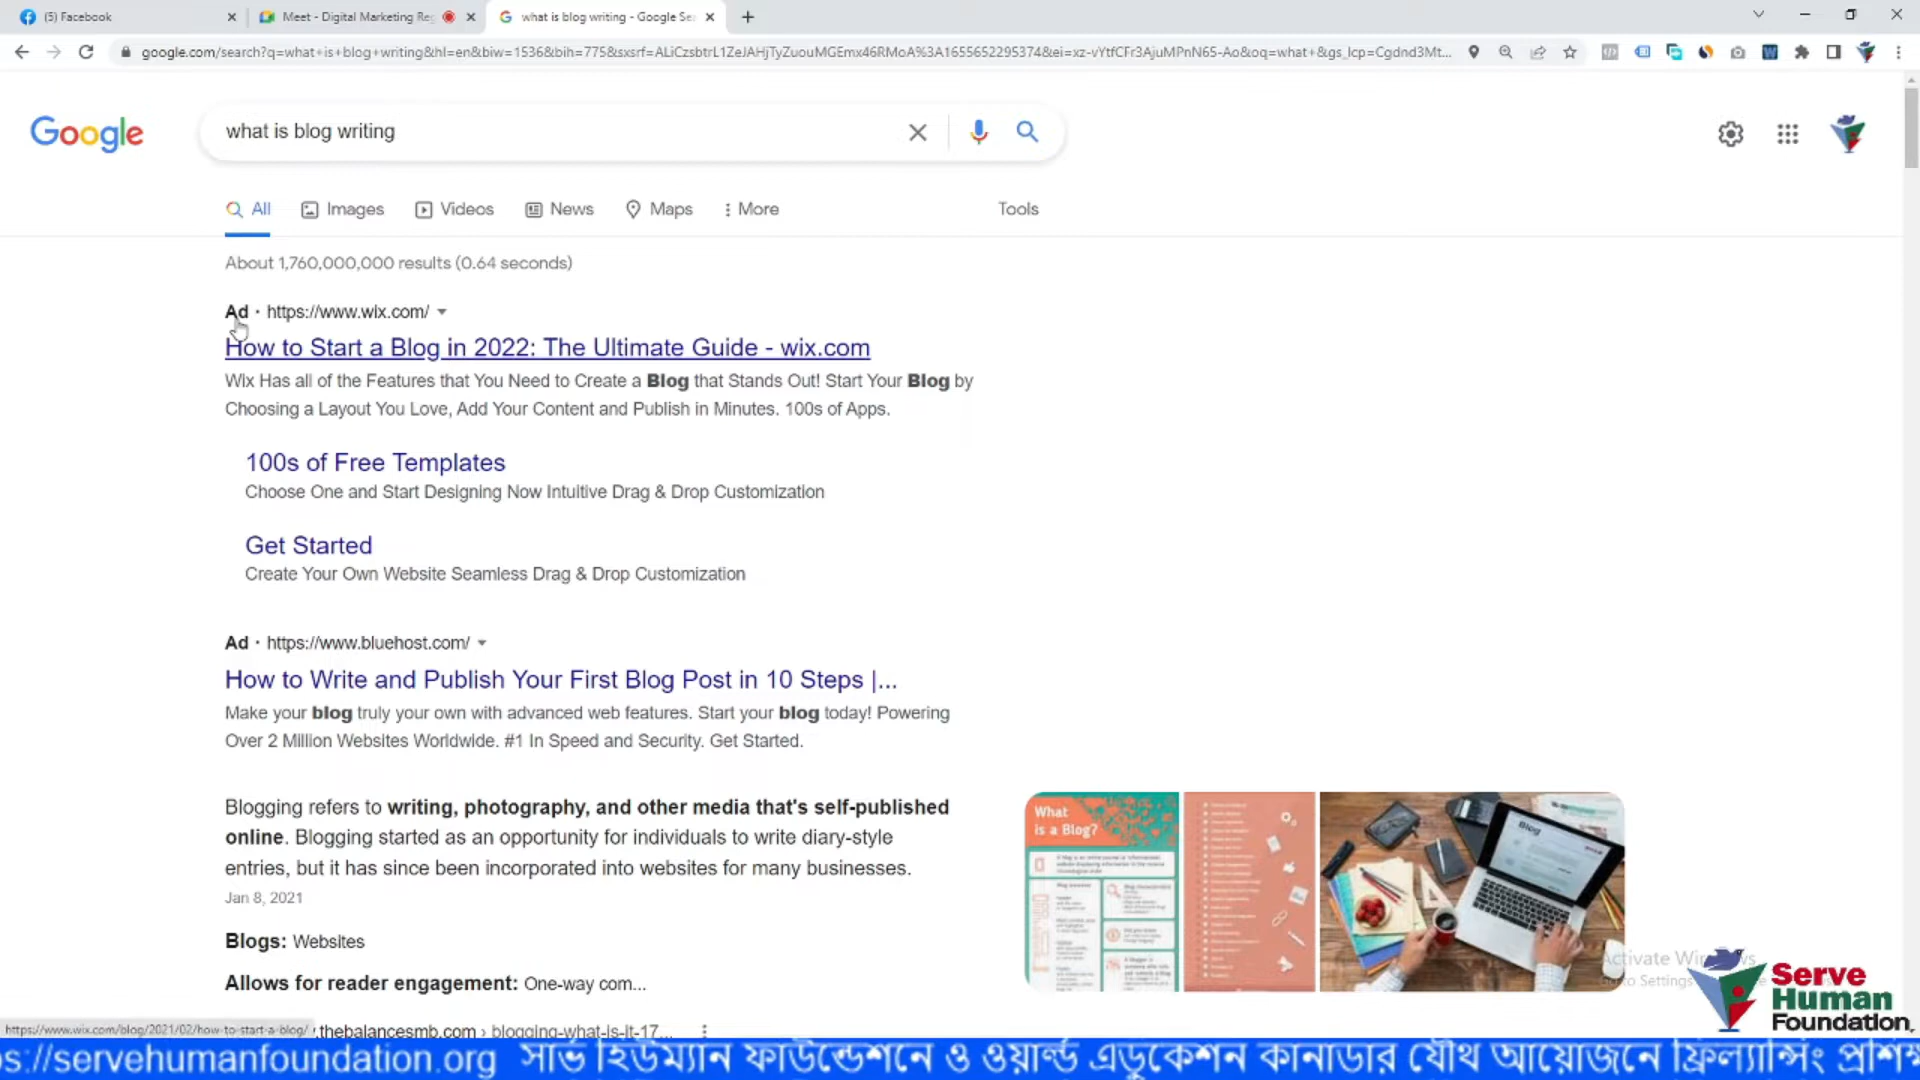 (5) Facebook
Meet - Digital Marketing Re
what is blog writing - Google Se
google.com/search?q=what+is+blog+writing&hl=en&biw=1536&bih=775&sxsrf=ALiCzsbtrL1ZeJAHjTyZuouMGEmx46RMoA%3A1655652295374&ei=xz-vYtfCFr3AjuMPnN65-Ao&oq=what+&gs_lcp=Cgdnd3Mt...
Google
what is blog writing
All
Images
Videos
News
Maps
More
Tools
About 1,760,000,000 results (0.64 seconds)
Ad · https://www.wix.com/
How to Start a Blog in 2022: The Ultimate Guide - wix.com
Wix Has all of the Features that You Need to Create a Blog that Stands Out! Start Your Blog by
Choosing a Layout You Love, Add Your Content and Publish in Minutes. 100s of Apps.
100s of Free Templates
Choose One and Start Designing Now Intuitive Drag & Drop Customization
Get Started
Create Your Own Website Seamless Drag & Drop Customization
Ad · https://www.bluehost.com/
How to Write and Publish Your First Blog Post in 10 Steps |...
Make your blog truly your own with advanced web features. Start your blog today! Powering
Over 2 Million Websites Worldwide. #1 In Speed and Security. Get Started.
Blogging refers to writing, photography, and other media that's self-published
online. Blogging started as an opportunity for individuals to write diary-style
entries, but it has since been incorporated into websites for many businesses.
Jan 8, 2021
Blogs: Websites
Allows for reader engagement: One-way com...
What
is a Blog?
Blog
Activate Win
to Settings
Serve
Human
Foundation
https://www.wix.com/blog/2021/02/how-to-start-a-blog/
.thebalancesmb.com › blogging-what-is-it-17...
s://servehumanfoundation.org সার্ভ হিউম্যান ফাউন্ডেশনে ও ওয়ার্ল্ড এডুকেশন কানাডার যৌথ আয়োজনে ফ্রিল্যান্সিং প্রশিক্ষ